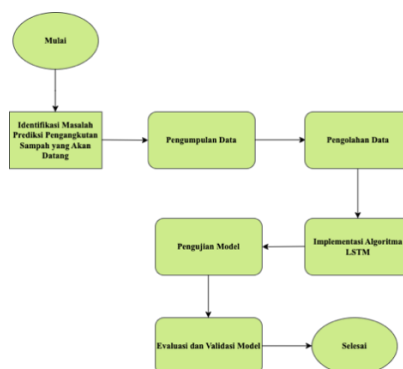 Mulai
Identifikasi Masalah
Prediksi Pengangkutan
Sampah yang Akan
Datang
Pengumpulan Data
Pengolahan Data
Implementasi Algoritma
LSTM
Pengujian Model
Evaluasi dan Validasi Model
Selesai